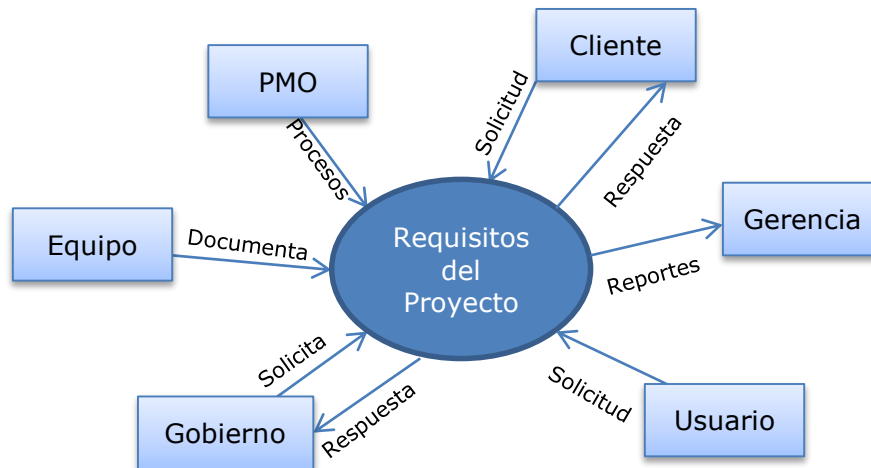 Cliente
PMO
Solicitud
Procesos
Respuesta
Gerencia
Equipo
Documenta
Requisitos
del
Proyecto
Reportes
Solicita
Solicitud
Respuesta
Gobierno
Usuario